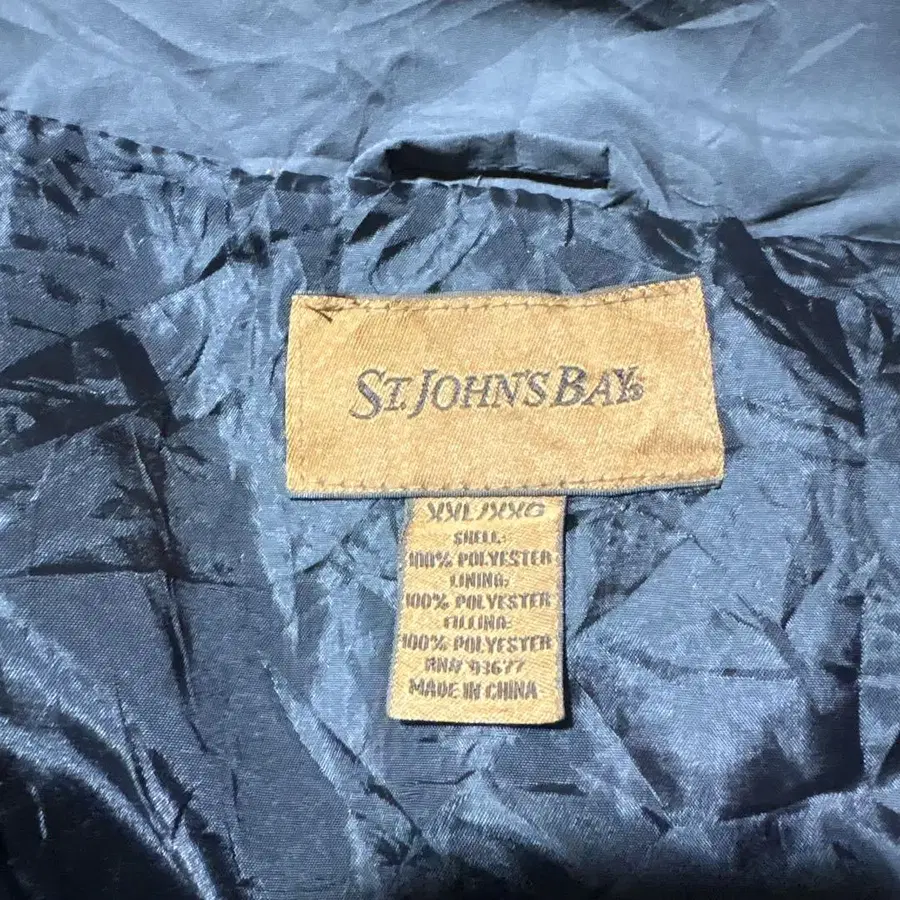 ST. JOHN'S BAY®
XXL/XXG
SHELL:
100% POLYESTER
LINING:
100% POLYESTER
FILLING:
100% POLYESTER
RN# 93677
MADE IN CHINA